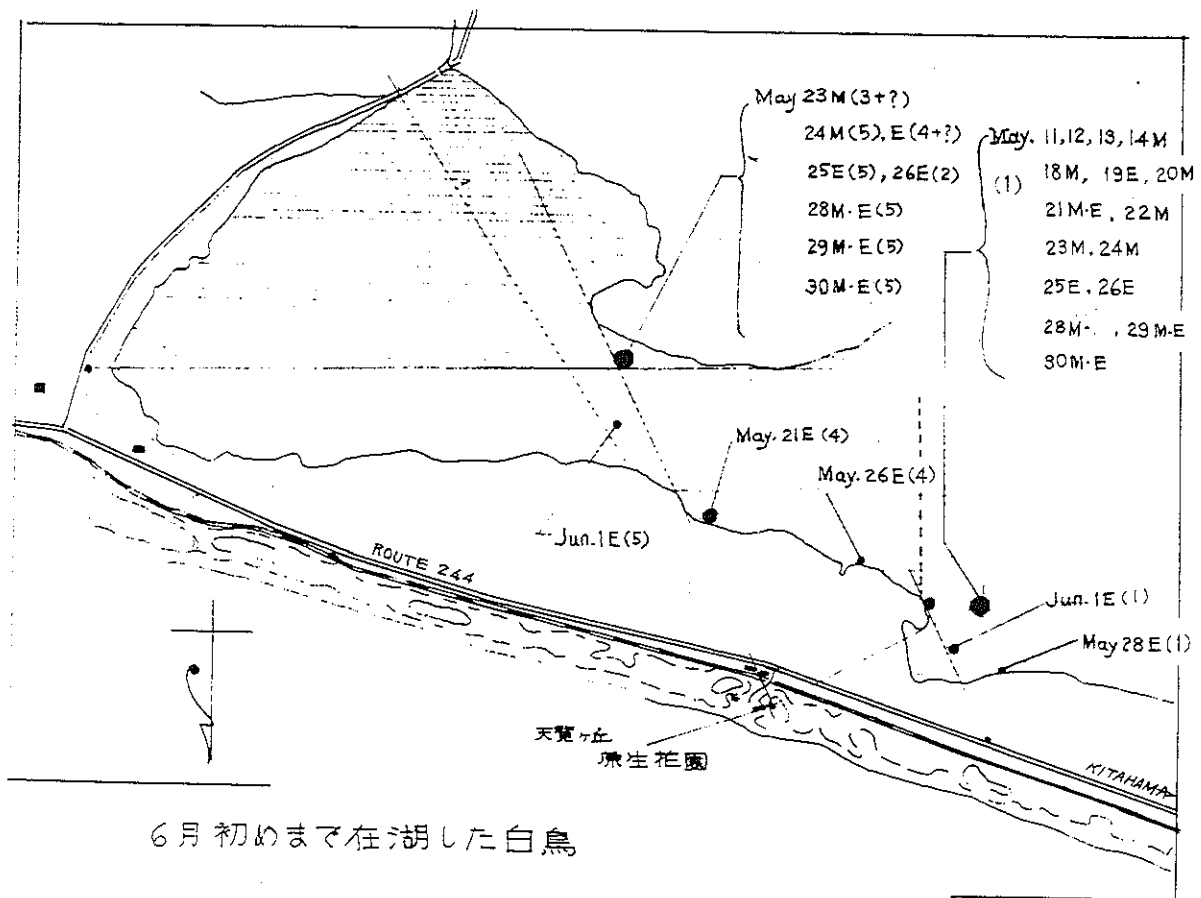 May 23M(3+?)
24M(5), E(4+?)
25E(5), 26E(2)
28M·E(5)
29M·E(5)
30M·E(5)
May. 11,12,13,14M
(1) 18M, 19E, 20M
21M·E, 22M
23M, 24M
25E, 26E
28M· , 29M·E
30M·E
May. 21E(4)
May. 26E(4)
Jun. 1E(5)
Jun. 1E(1)
May 28E(1)
ROUTE 244
天覧ヶ丘
原生花園
KITAHAMA
6月初めまで在湖した白鳥